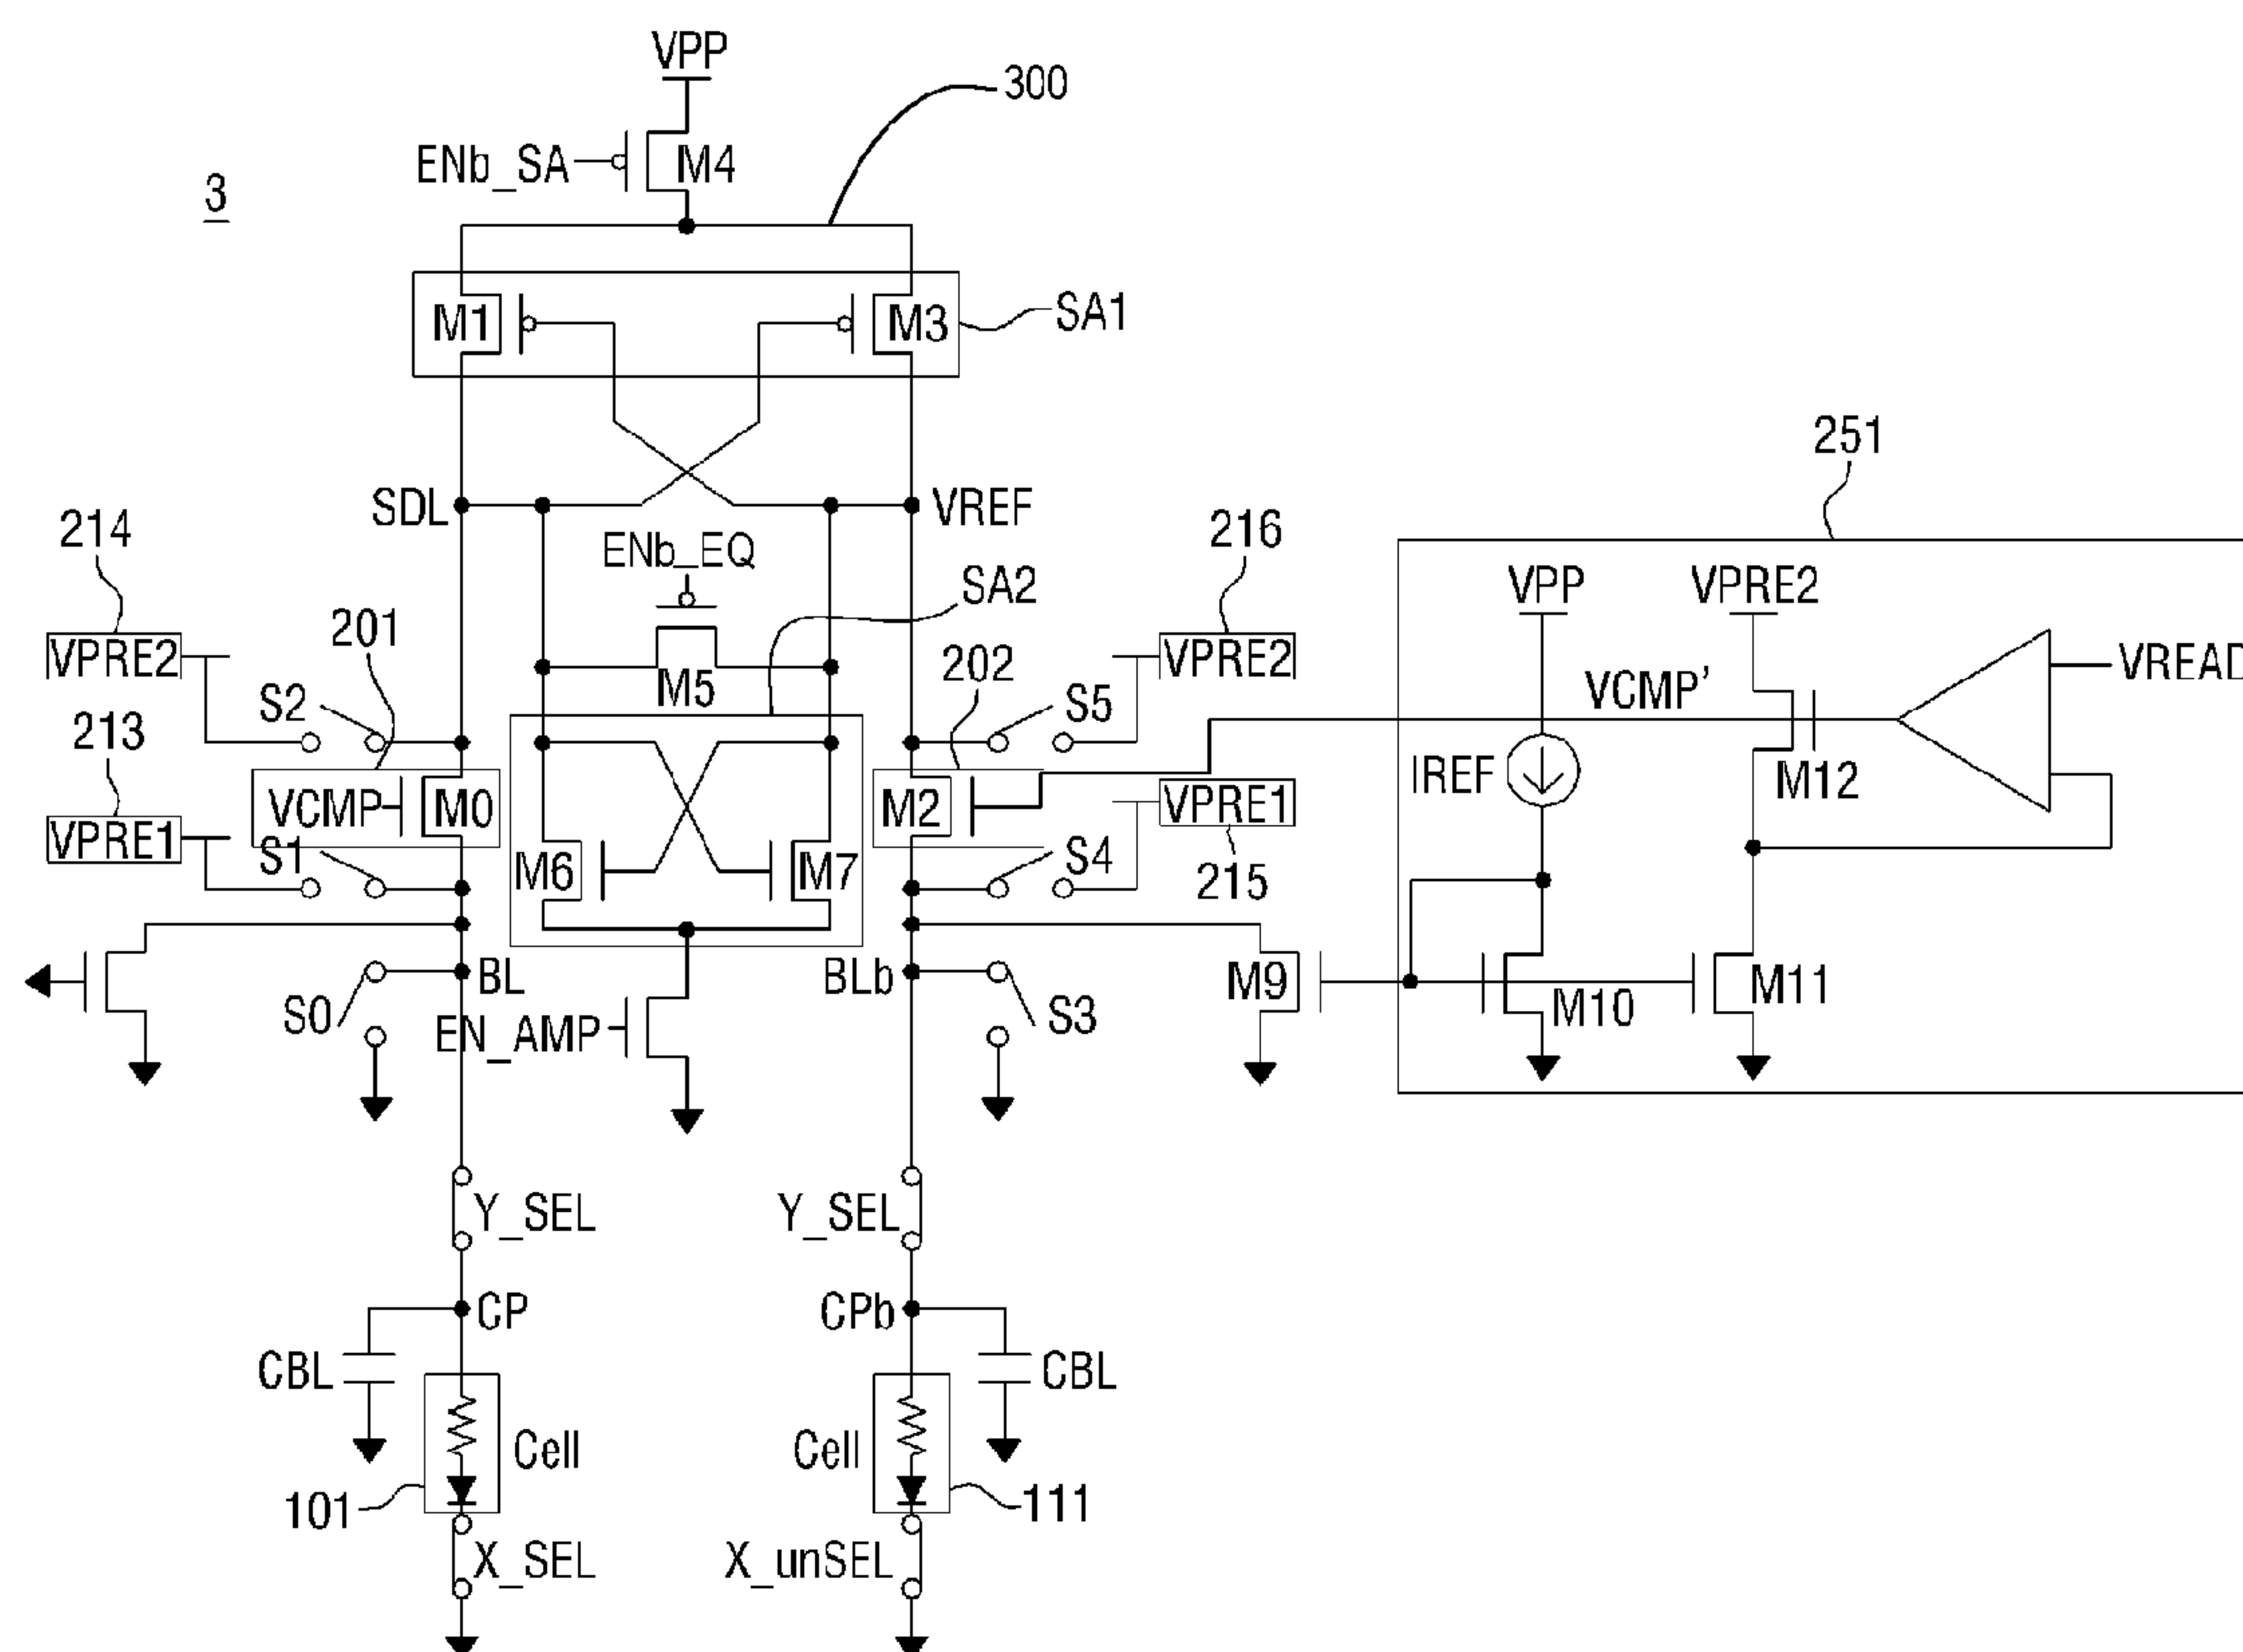 VPP
300
ENb_SA
M4
3
M1
M3
SA1
251
SDL
VREF
214
216
ENb_EQ
SA2
VPP
VPRE2
201
VPRE2
202
VPRE2
VREAD
M5
VCMP'
S2
S5
213
IREF
M12
VCMP
M0
M2
VPRE1
VPRE1
S1
M6
M7
S4
215
BL
BLb
M9
M10
M11
S0
EN_AMP
S3
Y_SEL
Y_SEL
CP
CPb
CBL
CBL
Cell
Cell
101
111
X_SEL
X_unSEL